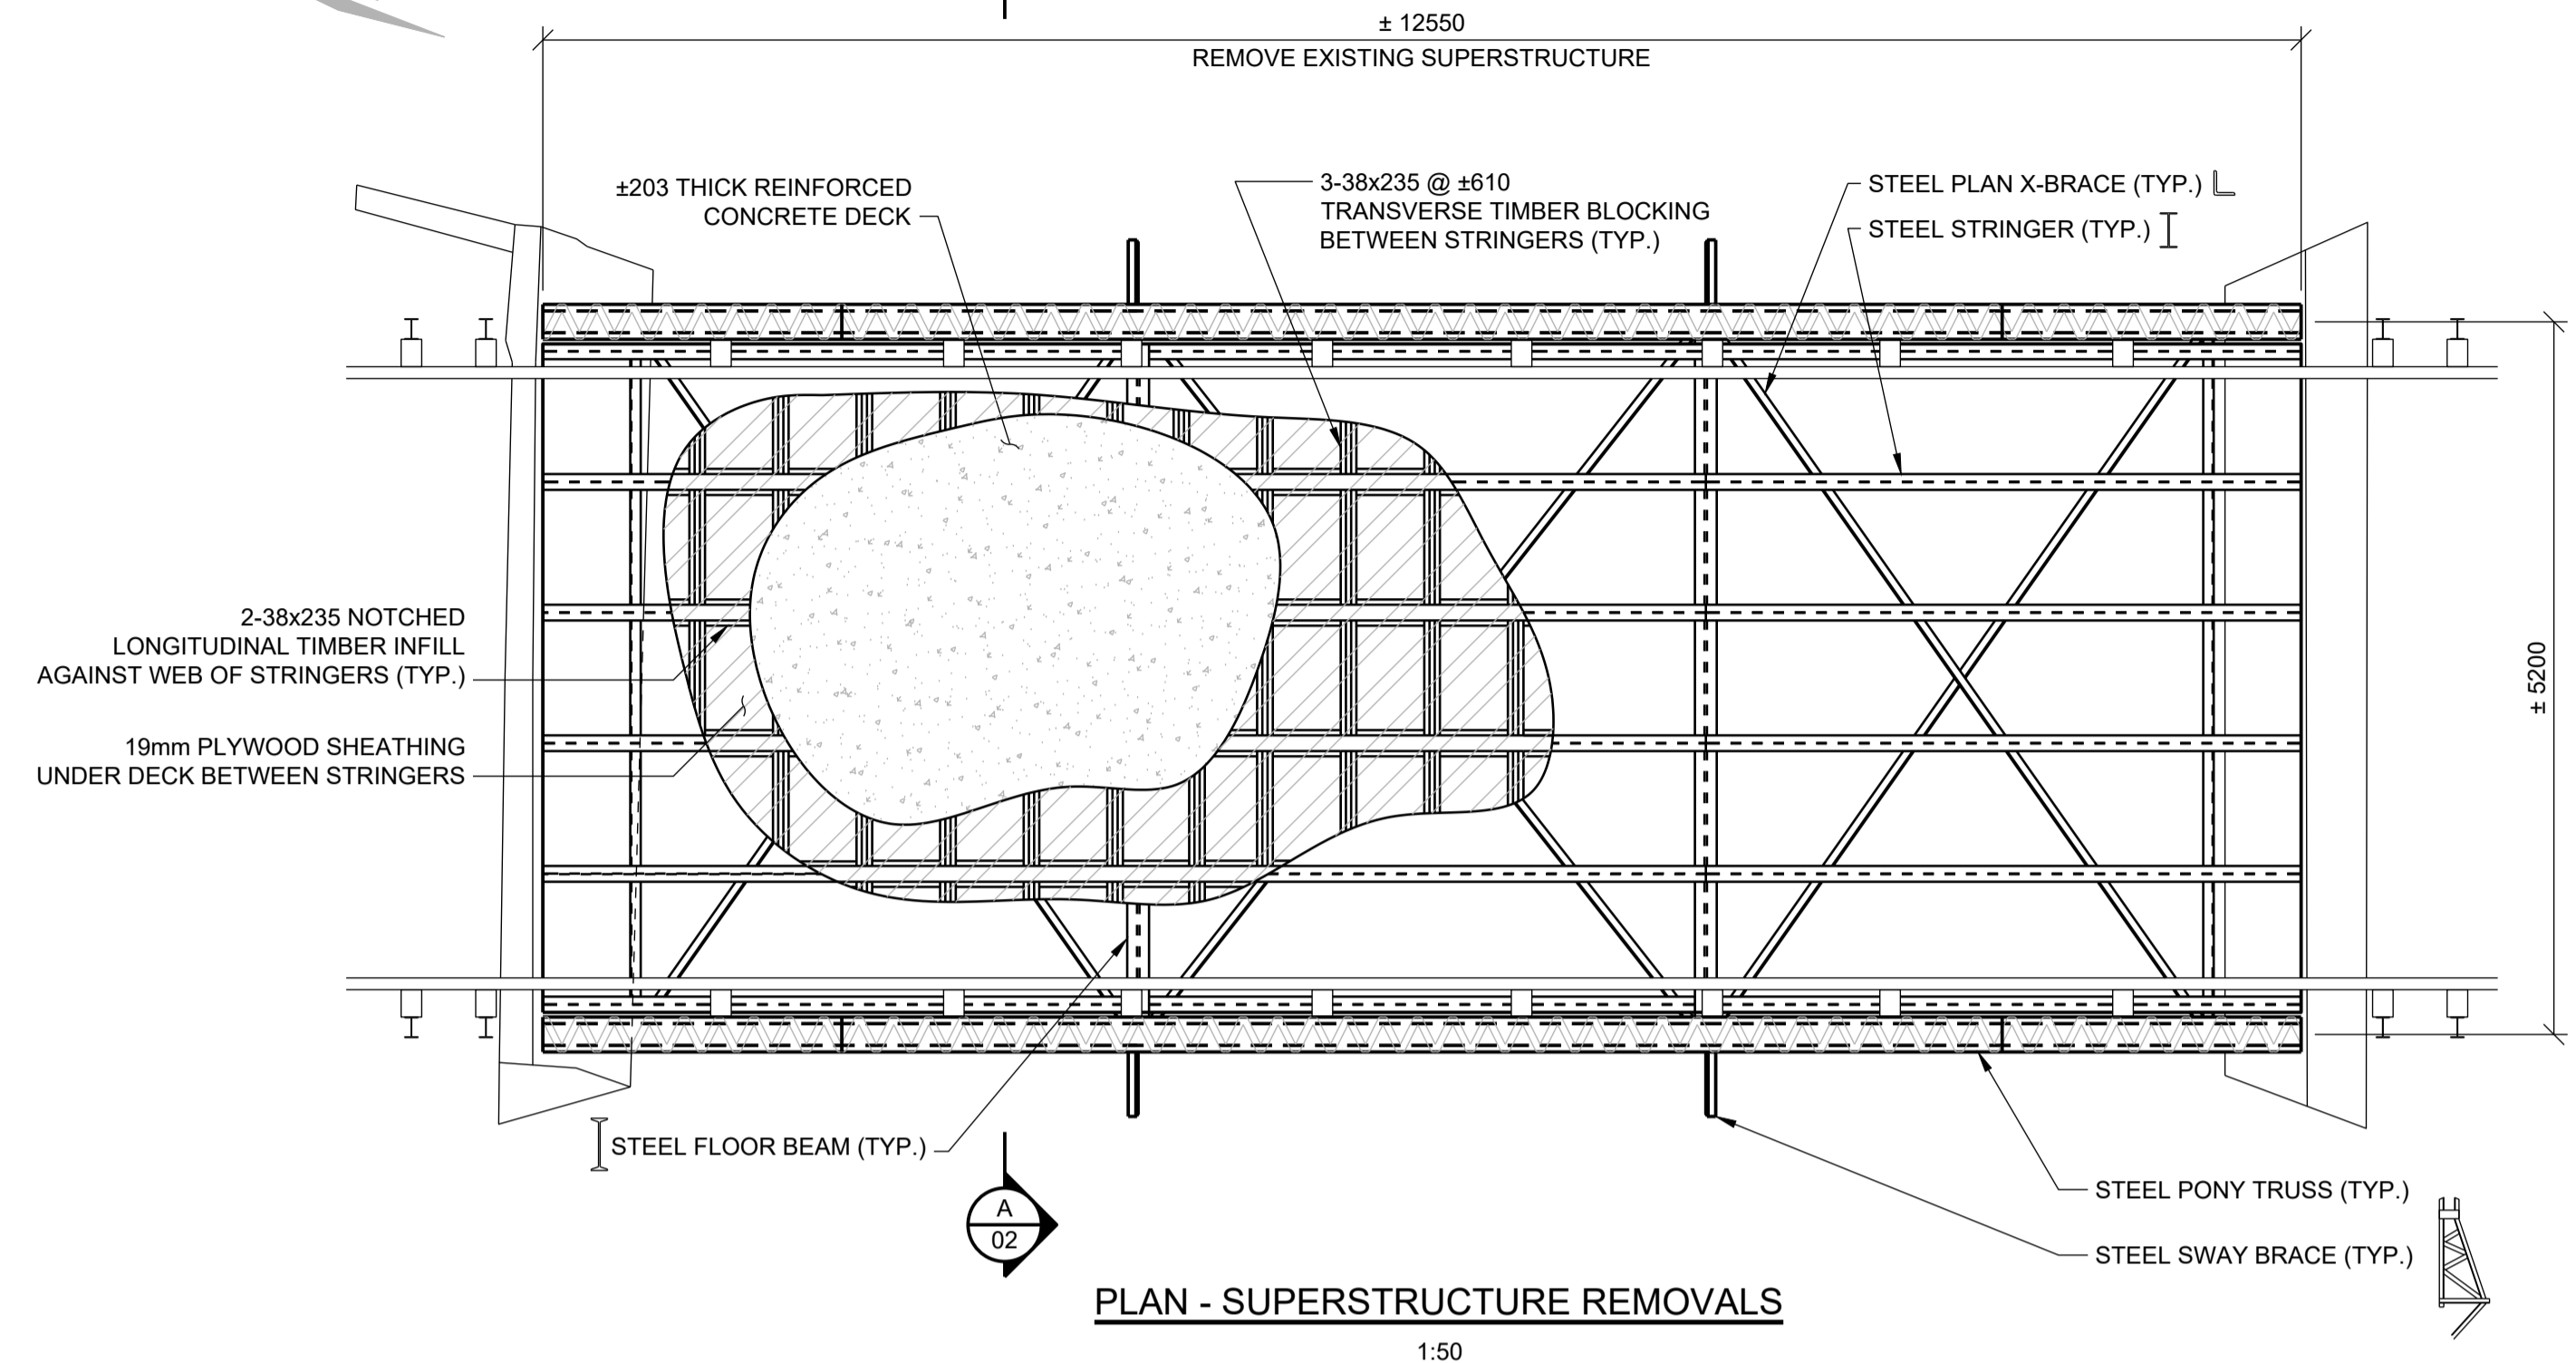 ± 12550
REMOVE EXISTING SUPERSTRUCTURE
±203 THICK REINFORCED
CONCRETE DECK
3-38x235 @ ±610
TRANSVERSE TIMBER BLOCKING
BETWEEN STRINGERS (TYP.)
STEEL PLAN X-BRACE (TYP.)
STEEL STRINGER (TYP.)
2-38x235 NOTCHED
LONGITUDINAL TIMBER INFILL
AGAINST WEB OF STRINGERS (TYP.)
19mm PLYWOOD SHEATHING
UNDER DECK BETWEEN STRINGERS
± 5200
STEEL FLOOR BEAM (TYP.)
A
02
STEEL PONY TRUSS (TYP.)
STEEL SWAY BRACE (TYP.)
PLAN - SUPERSTRUCTURE REMOVALS
1:50